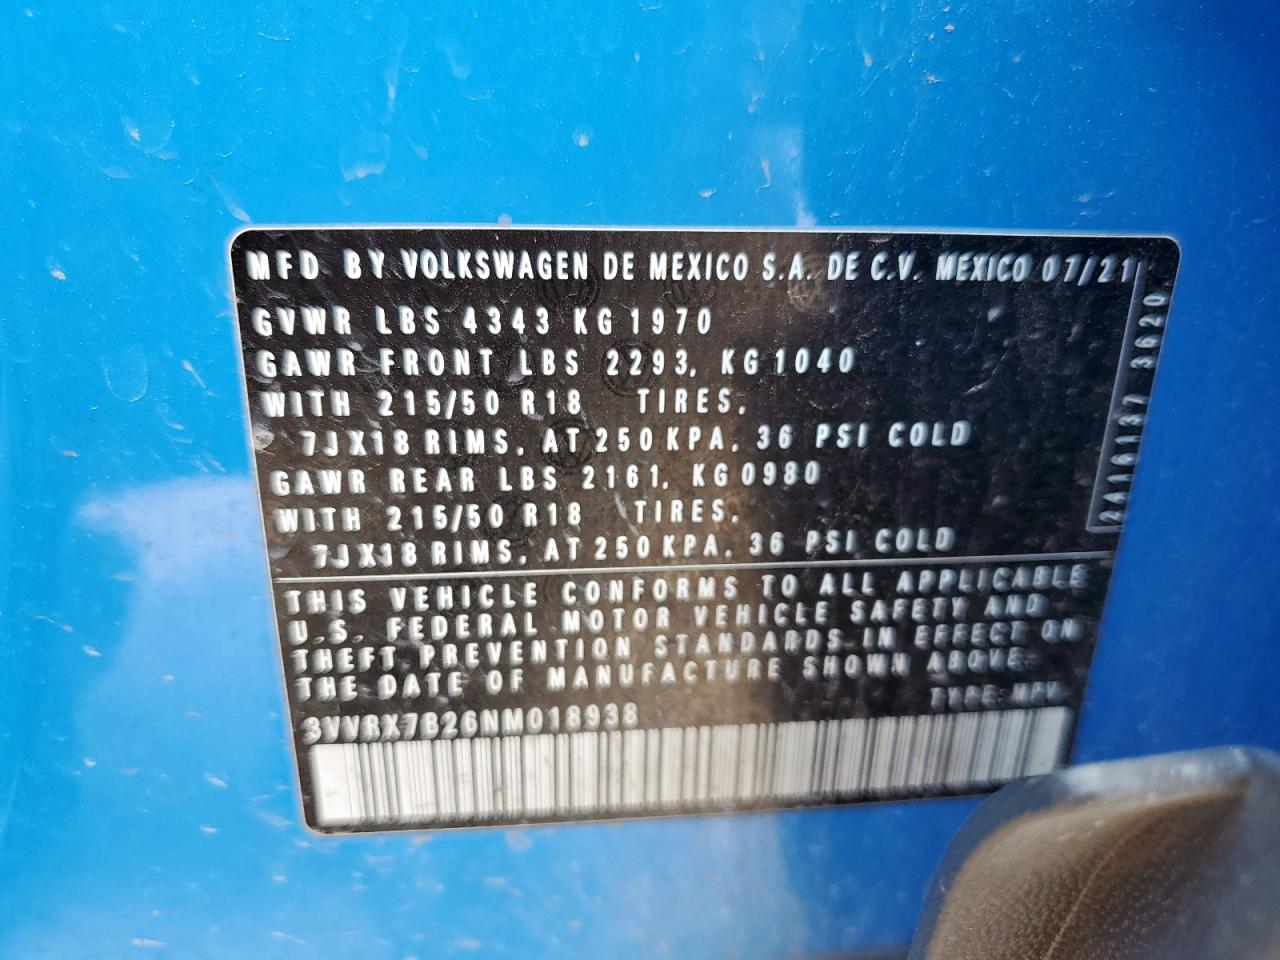 MFD BY VOLKSWAGEN DE MEXICO S.A. DE C.V. MEXICO 07/21
GVWR LBS 4343 KG 1970
GAWR FRONT LBS 2293, KG 1040
WITH 215/50 R18 TIRES,
7JX18 RIMS, AT 250 KPA, 36 PSI COLD
GAWR REAR LBS 2161, KG 0980
WITH 215/50 R18 TIRES,
7JX18 RIMS, AT 250 KPA, 36 PSI COLD
2A16137 3620
THIS VEHICLE CONFORMS TO ALL APPLICABLE
U.S. FEDERAL MOTOR VEHICLE SAFETY AND
THEFT PREVENTION STANDARDS IN EFFECT ON
THE DATE OF MANUFACTURE SHOWN ABOVE.
TYPE: MPV
3VVRX7B26NM018938